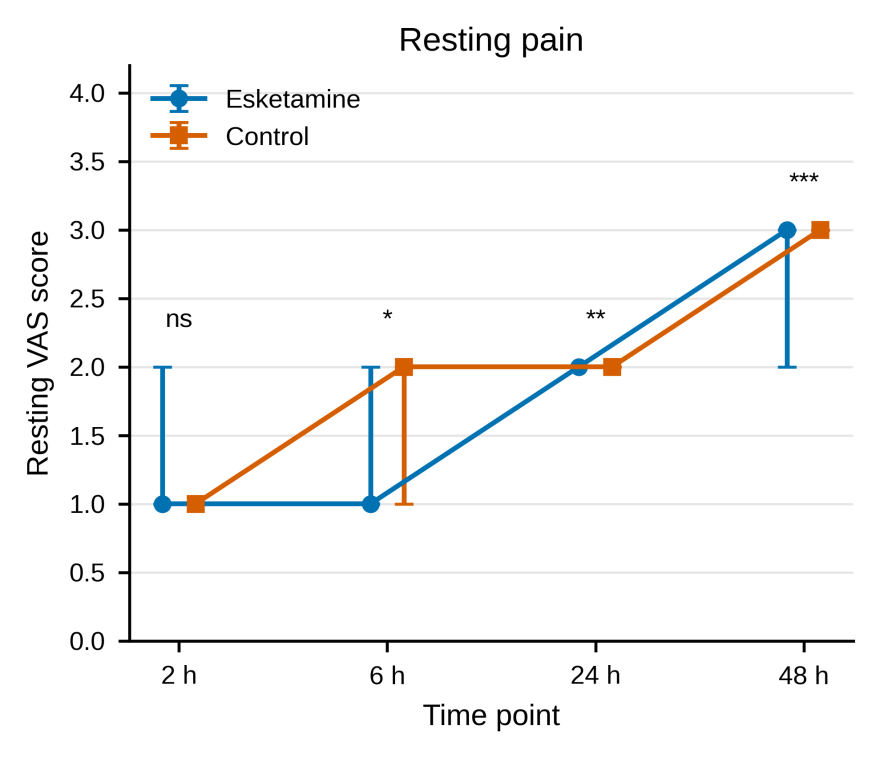 Resting pain
Esketamine
Control
Resting VAS score
4.0
3.5
3.0
2.5
2.0
1.5
1.0
0.5
0.0
ns
*
**
***
2 h
6 h
24 h
48 h
Time point